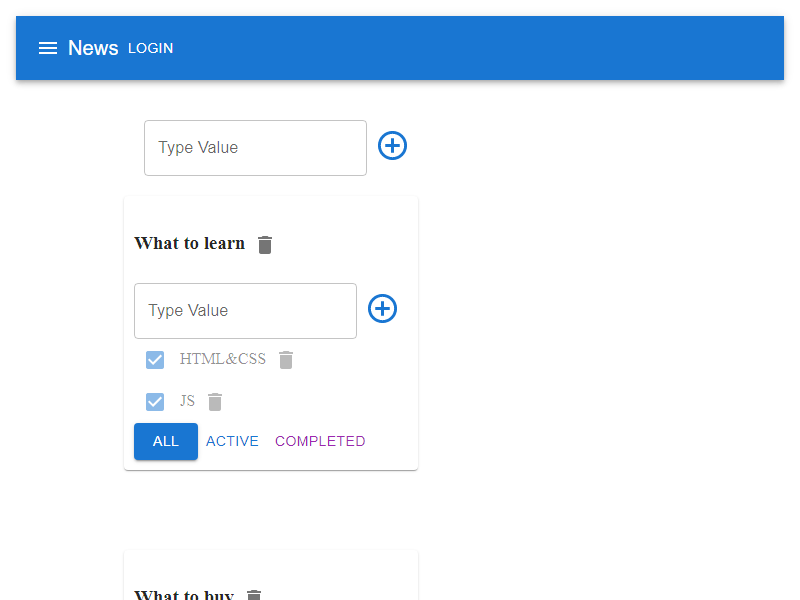 News LOGIN
Type Value
What to learn
Type Value
HTML&CSS
JS
ALL ACTIVE COMPLETED
What to buy